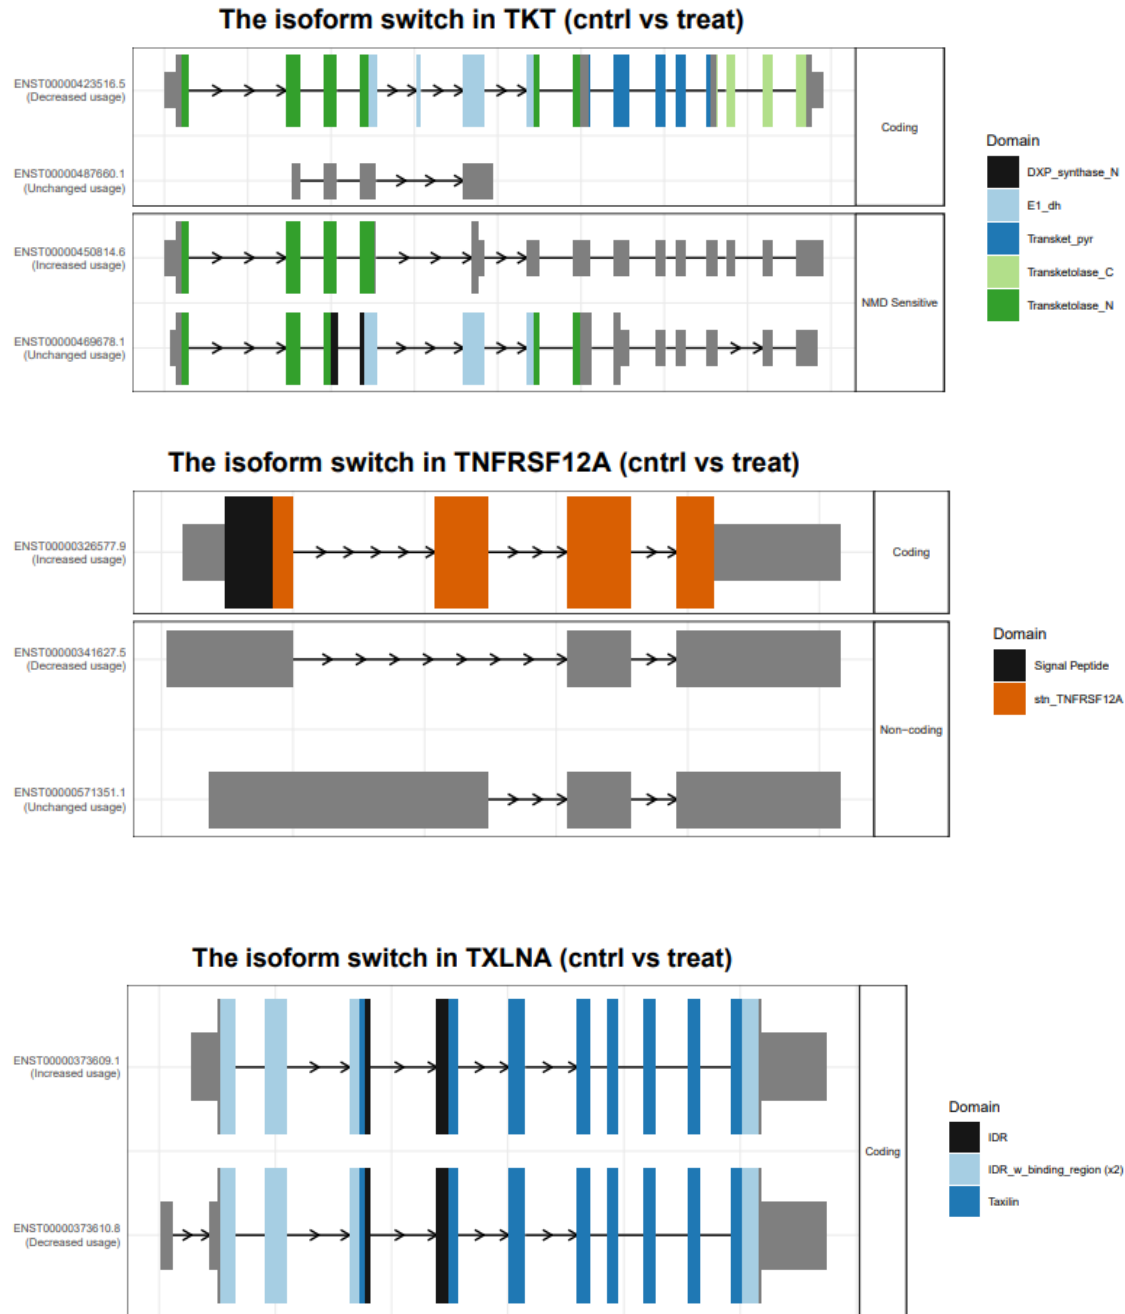 The isoform switch in TKT (cntrl vs treat)
ENST00000423516.5
(Decreased usage)
ENST00000487660.1
(Unchanged usage)
Coding
ENST00000450814.6
(Increased usage)
ENST00000469678.1
(Unchanged usage)
NMD Sensitive
Domain
DXP_synthase_N
E1_dh
Transket_pyr
Transketolase_C
Transketolase_N
The isoform switch in TNFRSF12A (cntrl vs treat)
ENST00000326577.9
(Increased usage)
Coding
ENST00000341627.5
(Decreased usage)
ENST00000571351.1
(Unchanged usage)
Non-coding
Domain
Signal Peptide
stn_TNFRSF12A
The isoform switch in TXLNA (cntrl vs treat)
ENST00000373609.1
(Increased usage)
ENST00000373610.8
(Decreased usage)
Coding
Domain
IDR
IDR_w_binding_region (x2)
Taxilin